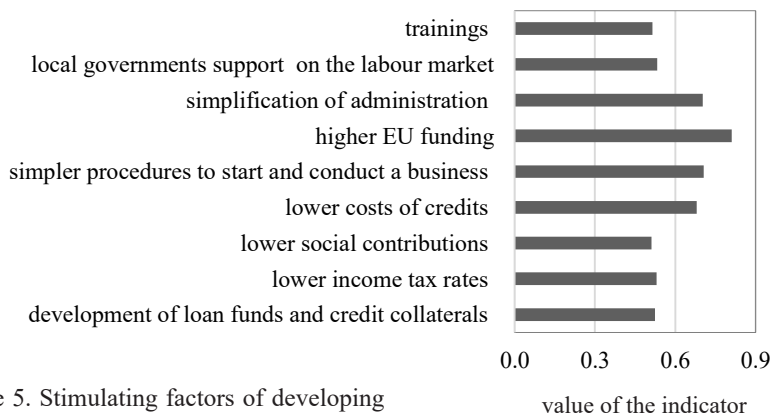 trainings
local governments support on the labour market
simplification of administration
higher EU funding
simpler procedures to start and conduct a business
lower costs of credits
lower social contributions
lower income tax rates
development of loan funds and credit collaterals
0.0 0.3 0.6 0.9
value of the indicator
5. Stimulating factors of developing